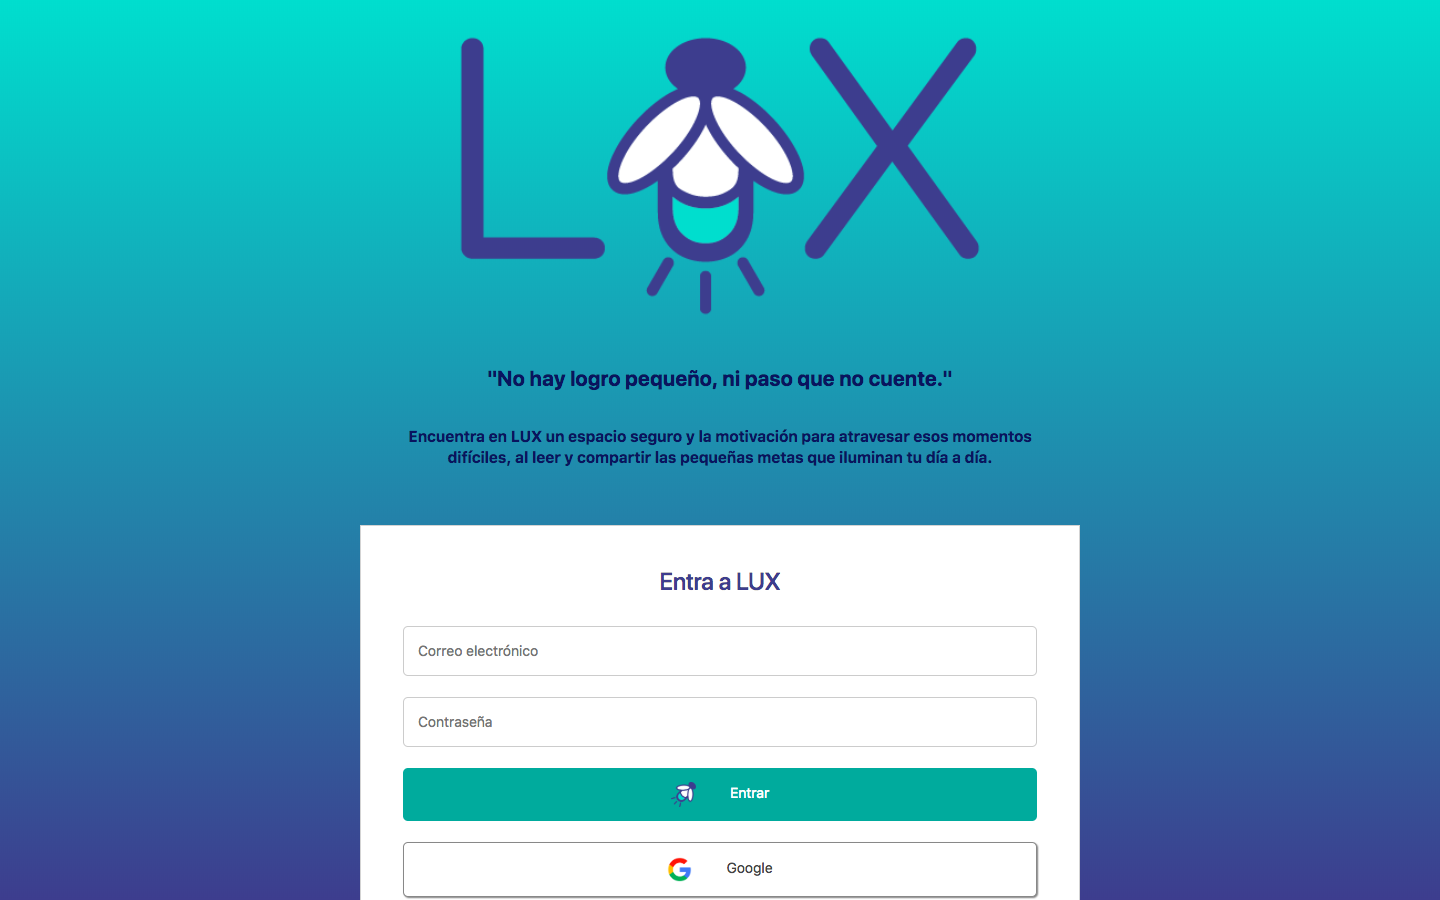 LUX
"No hay logro pequeño, ni paso que no cuente."
Encuentra en LUX un espacio seguro y la motivación para atravesar esos momentos
difíciles, al leer y compartir las pequeñas metas que iluminan tu día a día.
Entra a LUX
Correo electrónico
Contraseña
Entrar
Google